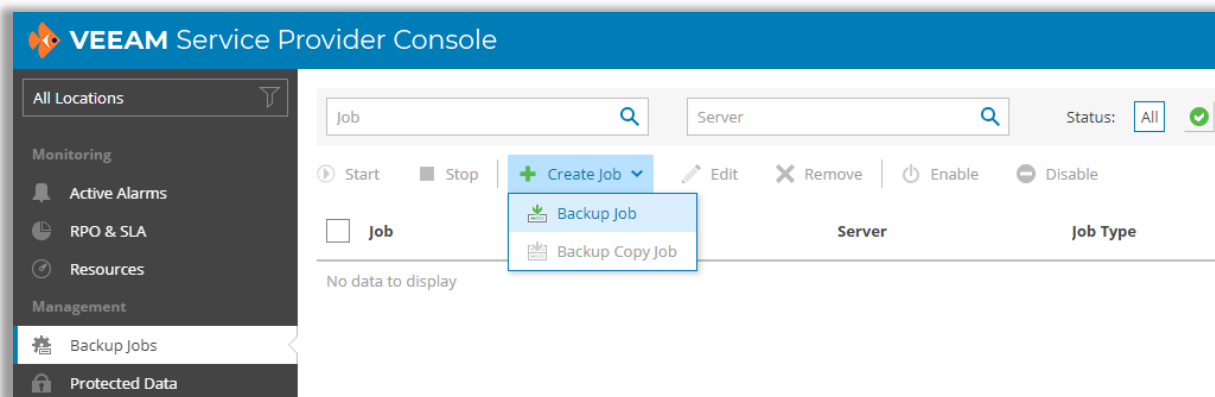 VEEAM Service Provider Console
All Locations
Job
Server
Status:
All
Monitoring
Start
Stop
Create Job
Edit
Remove
Enable
Disable
Active Alarms
Backup Job
RPO & SLA
Job
Server
Job Type
Backup Copy Job
Resources
No data to display
Management
Backup Jobs
Protected Data